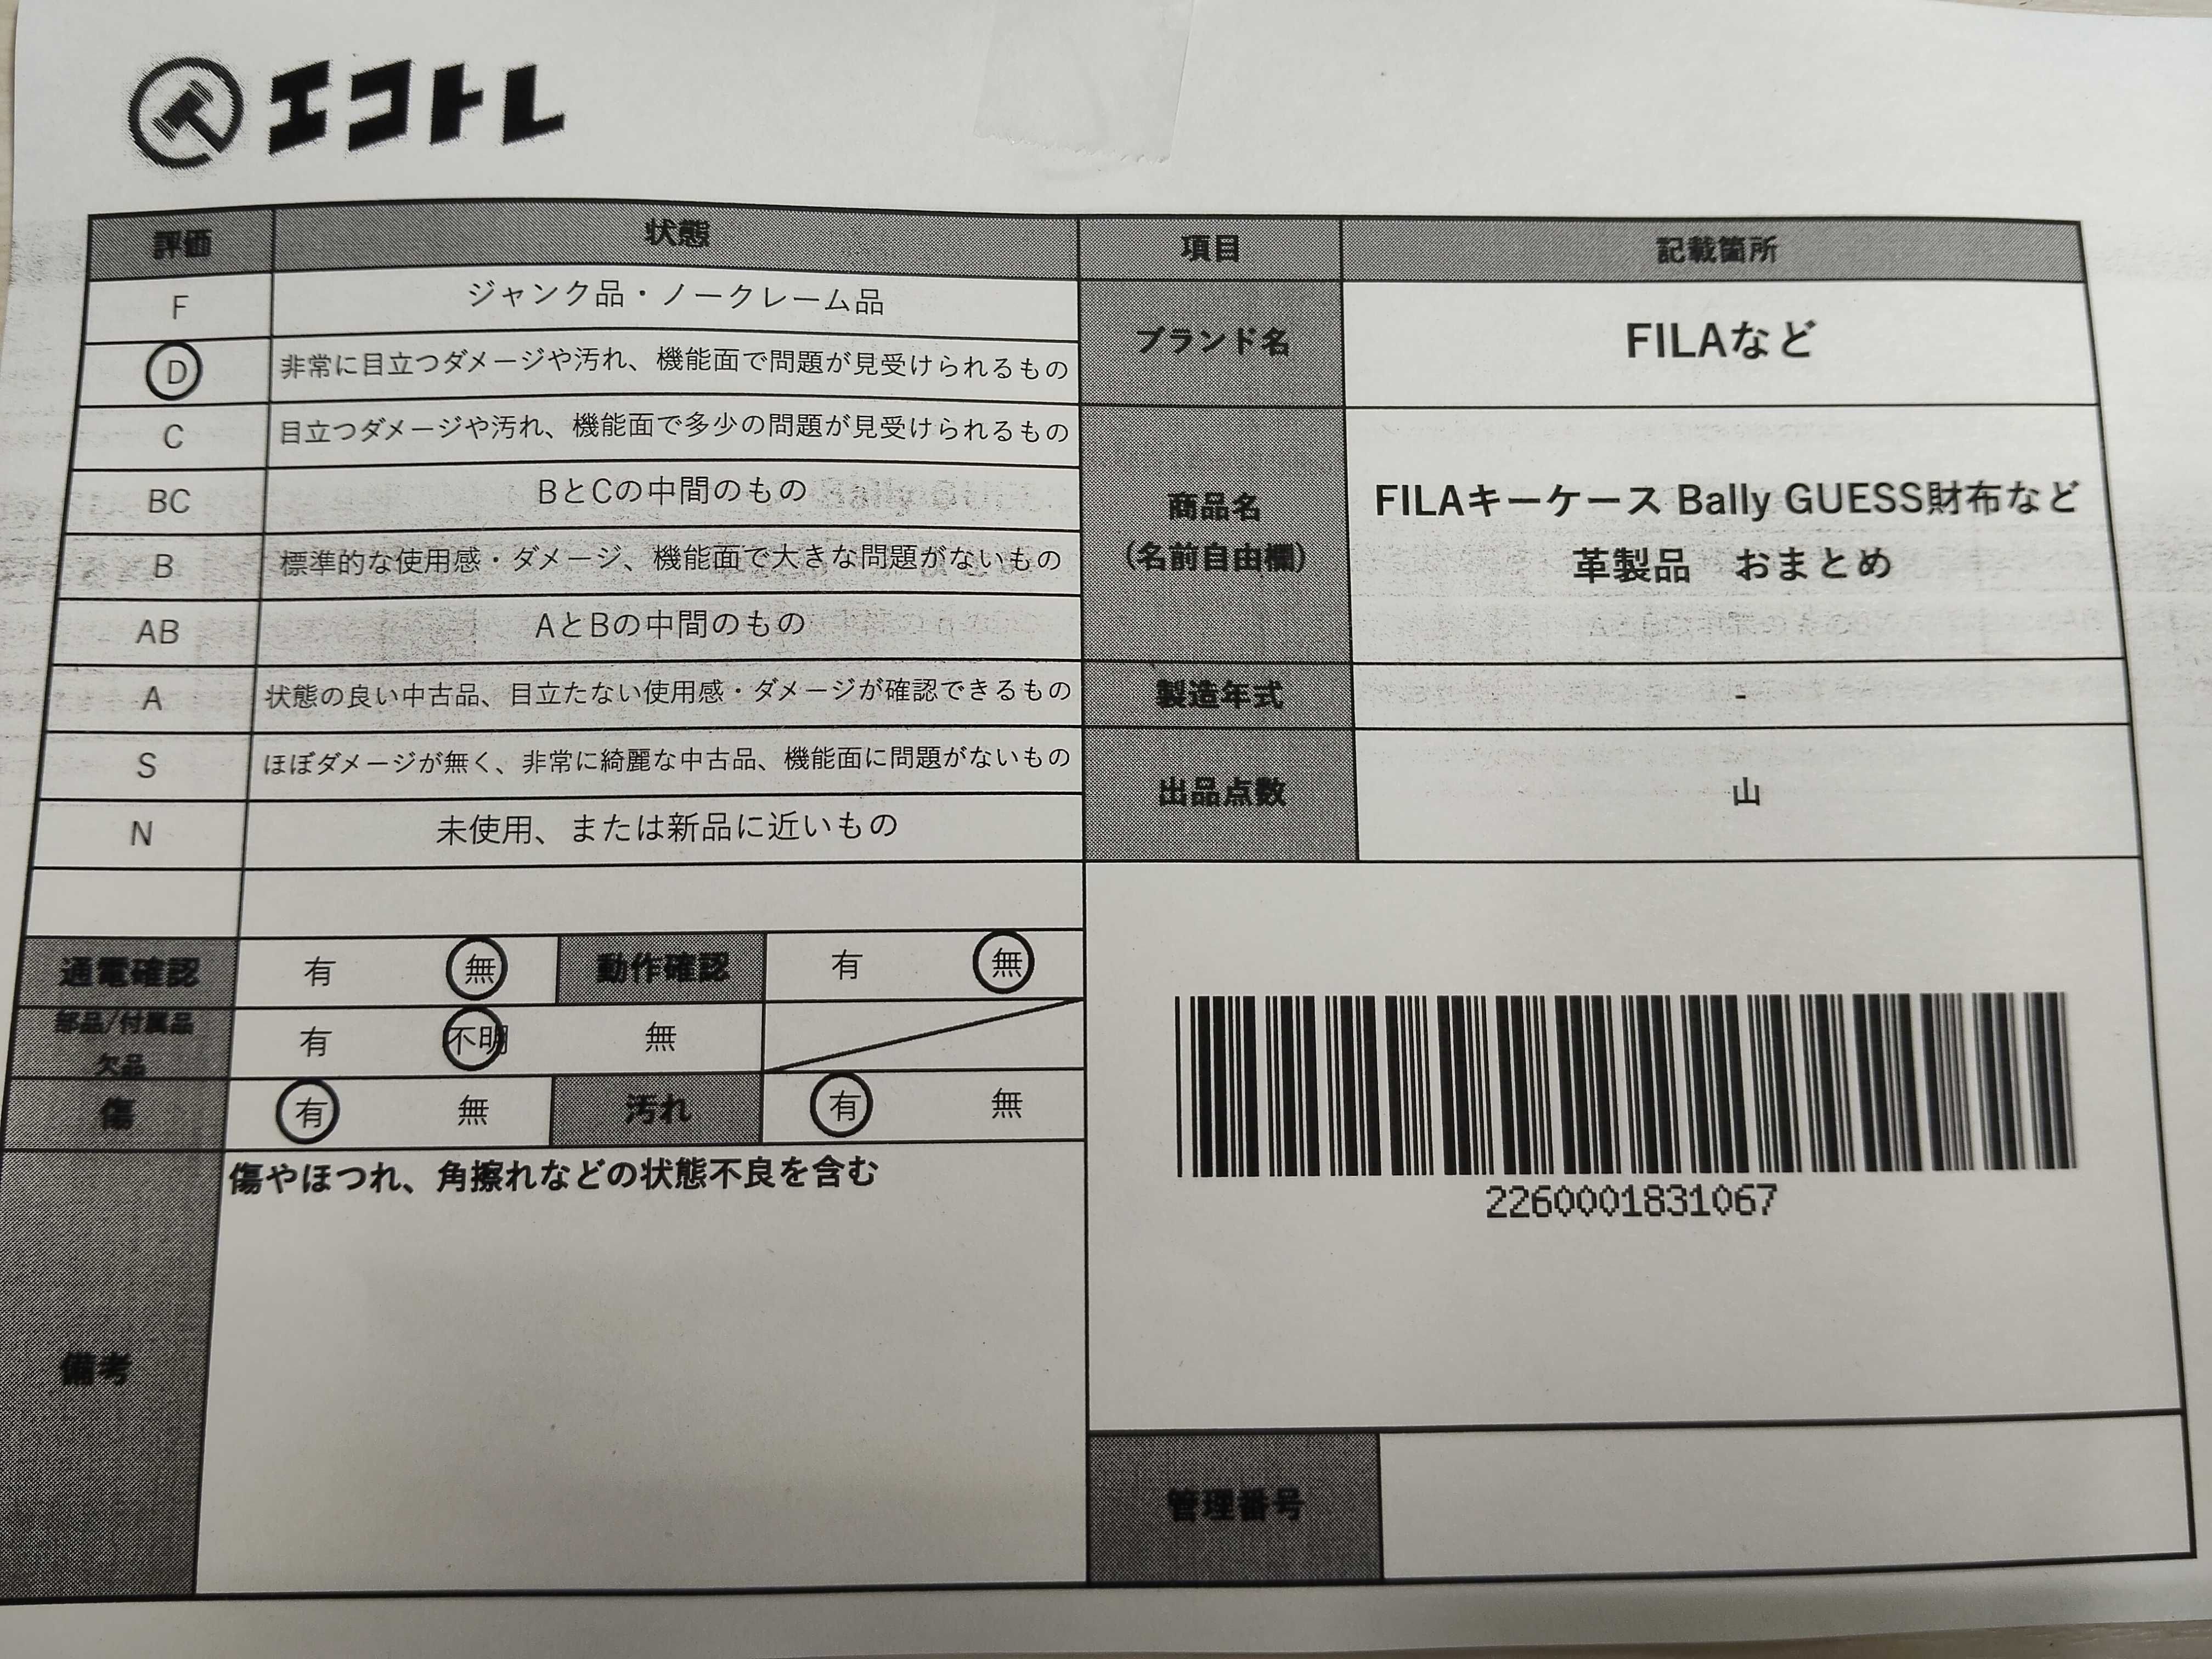 エコトレ
評価 状態 項目 記載箇所
F ジャンク品・ノークレーム品
D 非常に目立つダメージや汚れ、機能面で問題が見受けられるもの
ブランド名 FILAなど
C 目立つダメージや汚れ、機能面で多少の問題が見受けられるもの
BC BとCの中間のもの
B 標準的な使用感・ダメージ、機能面で大きな問題がないもの
AB AとBの中間のもの
商品名
(名前自由欄)
FILAキーケース Bally GUESS財布など
革製品　おまとめ
A 状態の良い中古品、目立たない使用感・ダメージが確認できるもの
製造年式 -
S ほぼダメージが無く、非常に綺麗な中古品、機能面に問題がないもの
N 未使用、または新品に近いもの
出品点数 山
通電確認 有 無 動作確認 有 無
部品/付属品
欠品
有 不明 無
傷 有 無 汚れ 有 無
備考 傷やほつれ、角擦れなどの状態不良を含む
2260001831067
管理番号